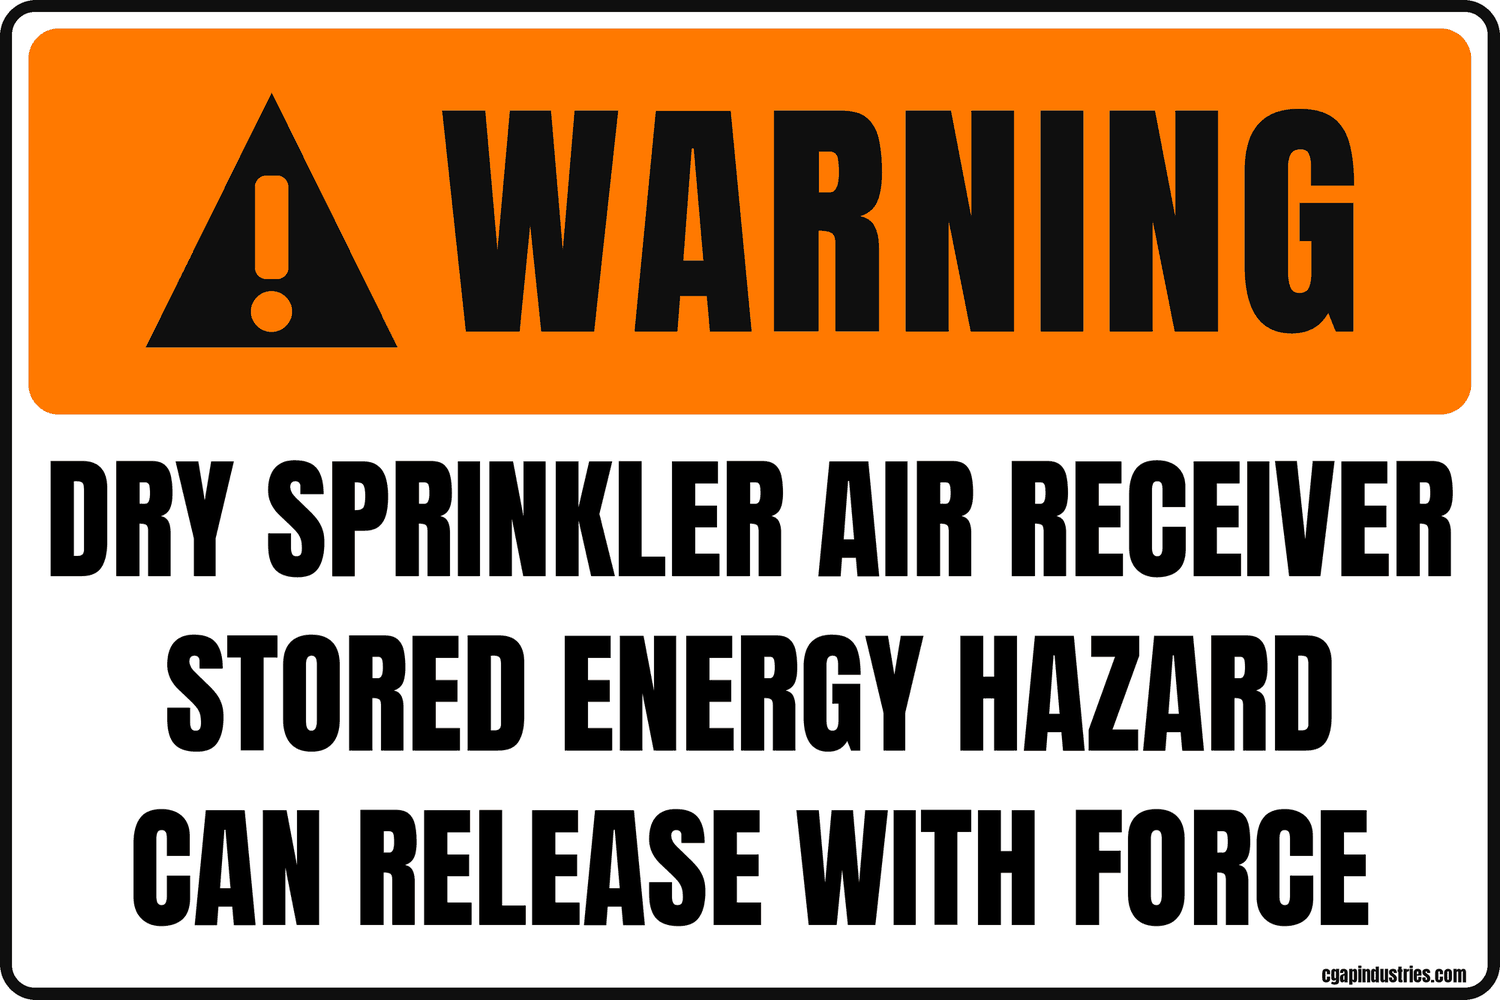 WARNING
DRY SPRINKLER AIR RECEIVER
STORED ENERGY HAZARD
CAN RELEASE WITH FORCE
cgapindustries.com